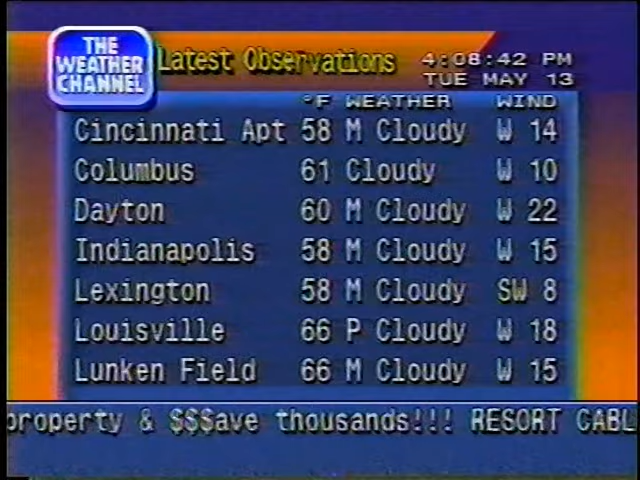 THE
WEATHER
CHANNEL
Latest Observations 4:08:42 PM
TUE MAY 13
°F WEATHER WIND
Cincinnati Apt 58 M Cloudy W 14
Columbus 61 Cloudy W 10
Dayton 60 M Cloudy W 22
Indianapolis 58 M Cloudy W 15
Lexington 58 M Cloudy SW 8
Louisville 66 P Cloudy W 18
Lunken Field 66 M Cloudy W 15
property & $$$ave thousands!!! RESORT CABL